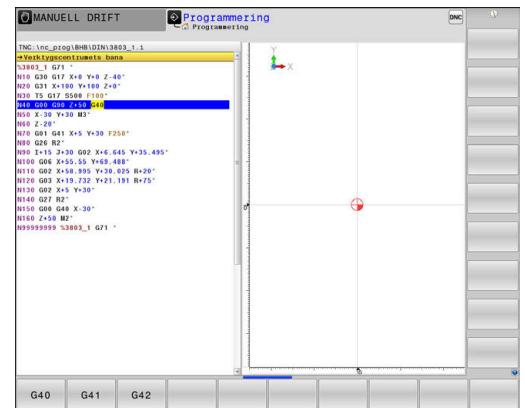 MANUELL DRIFT
Programmering
Programmering
DNC
TNC:\nc_prog\BHB\DIN\3803_1.i
→Verktygscentrumets bana
%3803_1 G71 *
N10 G30 G17 X+0 Y+0 Z-40*
N20 G31 X+100 Y+100 Z+0*
N30 T5 G17 S500 F100*
N40 G00 G90 Z+50 G40
N50 X-30 Y+30 M3*
N60 Z-20*
N70 G01 G41 X+5 Y+30 F250*
N80 G26 R2*
N90 I+15 J+30 G02 X+6.645 Y+35.495*
N100 G06 X+55.55 Y+69.488*
N110 G02 X+58.995 Y+30.025 R+20*
N120 G03 X+19.732 Y+21.191 R+75*
N130 G02 X+5 Y+30*
N140 G27 R2*
N150 G00 G40 X-30*
N160 Z+50 M2*
N99999999 %3803_1 G71 *
Y
X
0
0
G40
G41
G42